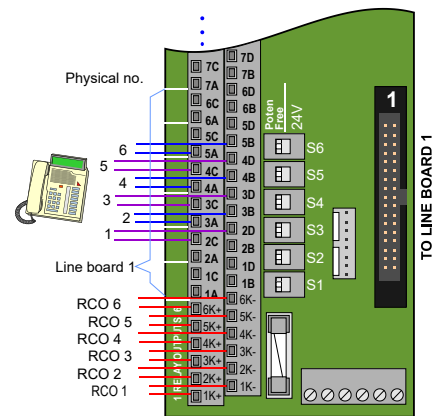 7C
7D
Physical no.
7A
7B
6C
6D
6A
6B
Poten
Free
24V
1
5C
5D
6
5A
5B
S6
5
4C
4D
S5
4
4A
4B
3
3C
3D
S4
2
3A
3B
TO LINE BOARD 1
1
2C
2D
S3
2A
2B
S2
Line board 1
1C
1D
1A
1B
S1
RCO 6
6K+
6K-
RCO 5
5K+
5K-
RCO 4
4K+
4K-
RCO 3
3K+
3K-
RCO 2
2K+
2K-
RCO 1
1K+
1K-
1 RELAY OUTPUTS 6